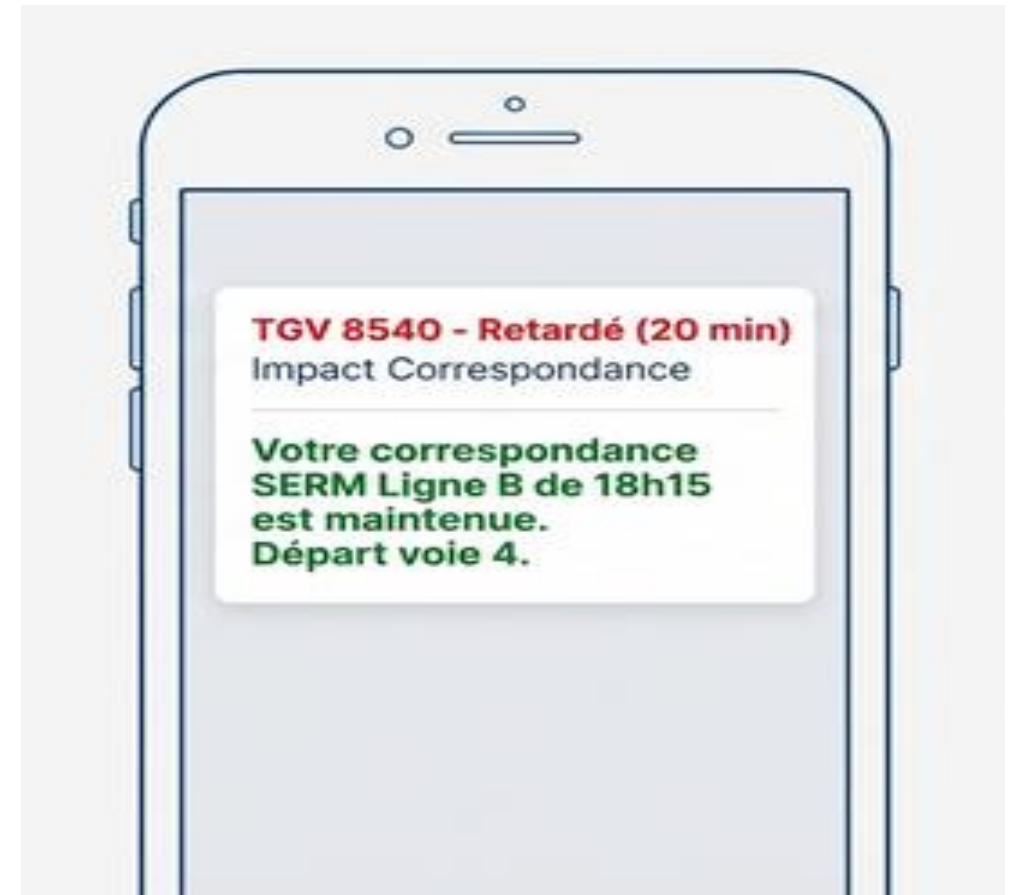 TGV 8540 - Retardé (20 min)
Impact Correspondance
Votre correspondance
SERM Ligne B de 18h15
est maintenue.
Départ voie 4.